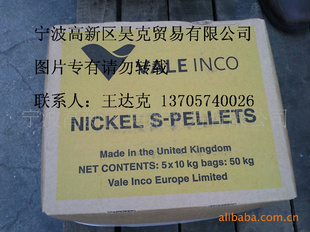 宁波高新区昊克贸易有限公司
图片专有请勿转载
VALE INCO
联系人：王达克 13705740026
NICKEL S-PELLETS
Made in the United Kingdom
NET CONTENTS: 5 x 10 kg bags: 50 kg
Vale Inco Europe Limited
alibaba.com.cn